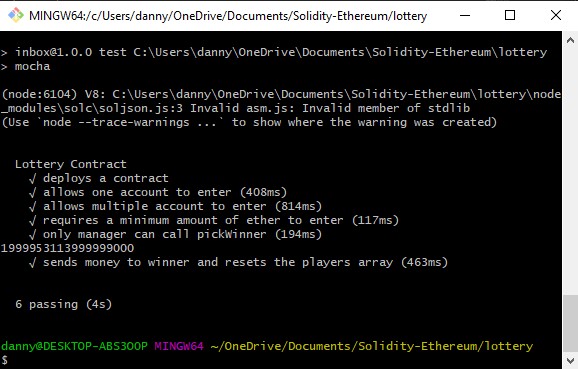 MINGW64:/c/Users/danny/OneDrive/Documents/Solidity-Ethereum/lottery
> inbox@1.0.0 test C:\Users\danny\OneDrive\Documents\Solidity-Ethereum\lottery
> mocha
(node:6104) V8: C:\Users\danny\OneDrive\Documents\Solidity-Ethereum\lottery\node
_modules\solc\soljson.js:3 Invalid asm.js: Invalid member of stdlib
(Use `node --trace-warnings ...` to show where the warning was created)
Lottery Contract
√ deploys a contract
√ allows one account to enter (408ms)
√ allows multiple account to enter (814ms)
√ requires a minimum amount of ether to enter (117ms)
√ only manager can call pickWinner (194ms)
1999953113999999000
√ sends money to winner and resets the players array (463ms)
6 passing (4s)
danny@DESKTOP-ABS3OOP MINGW64 ~/OneDrive/Documents/Solidity-Ethereum/lottery
$